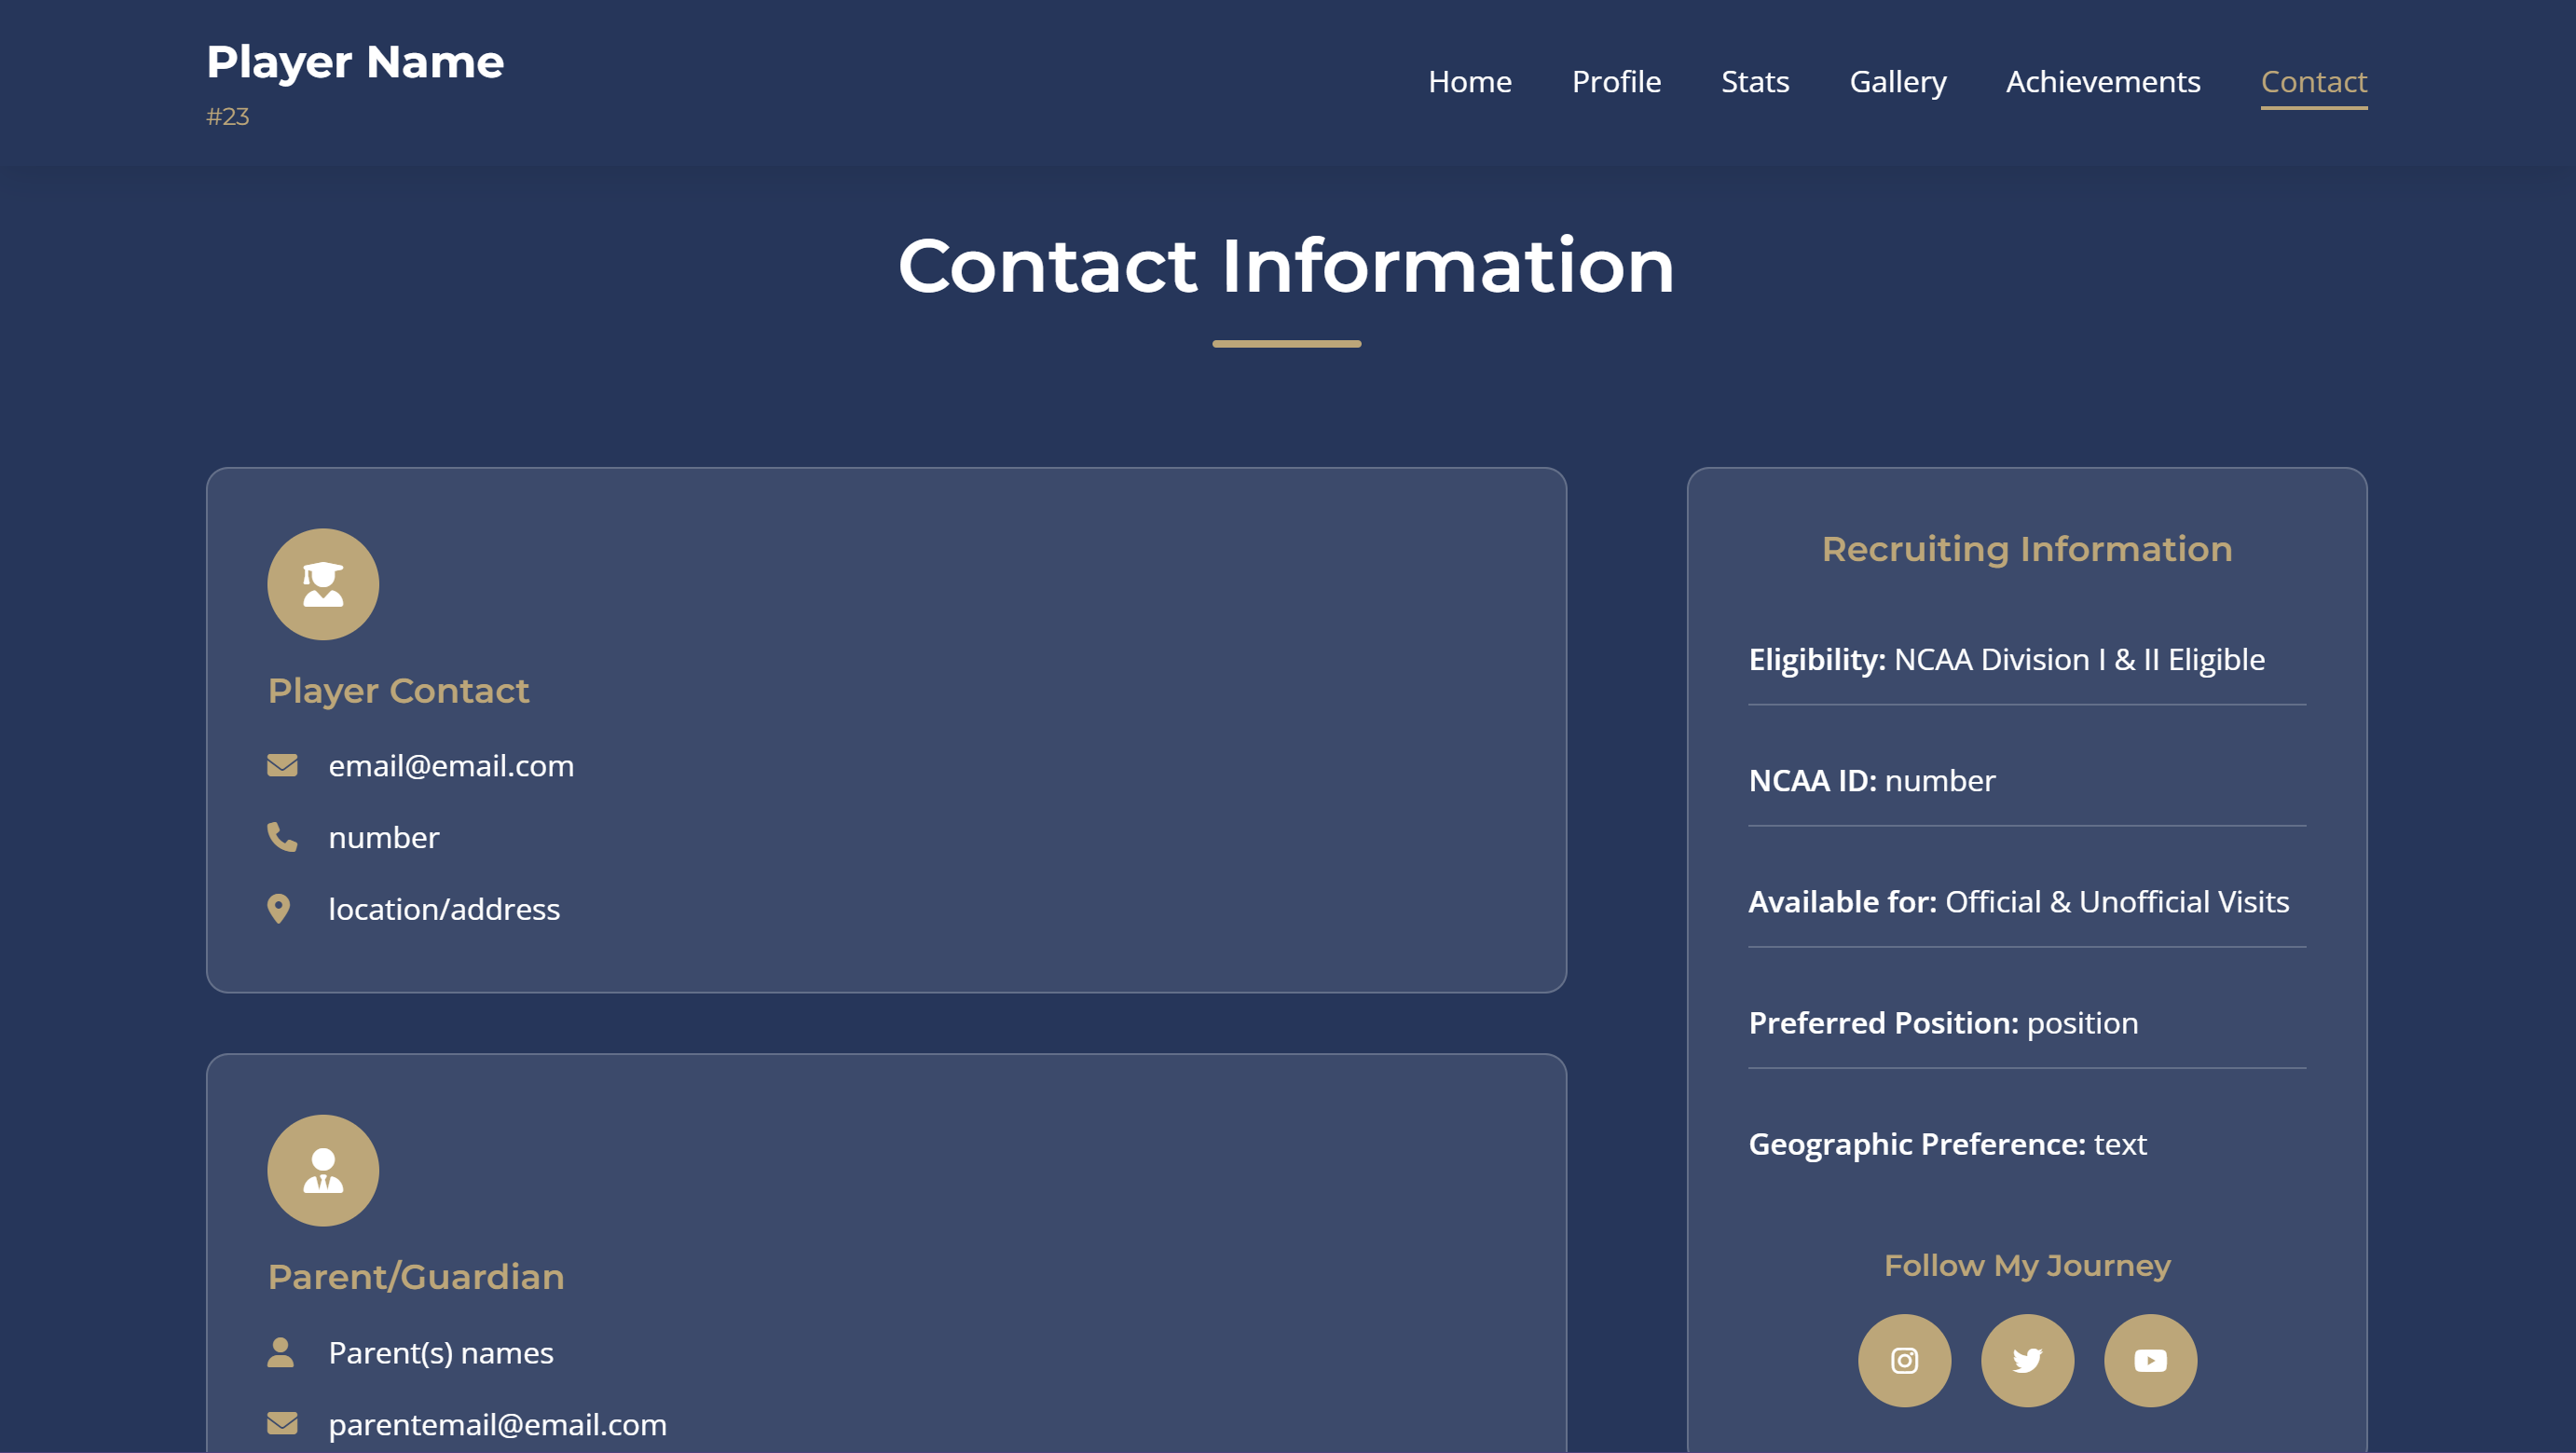 Player Name
#23
Home Profile Stats Gallery Achievements Contact
Contact Information
Player Contact
email@email.com
number
location/address
Parent/Guardian
Parent(s) names
parentemail@email.com
Recruiting Information
Eligibility: NCAA Division I & II Eligible
NCAA ID: number
Available for: Official & Unofficial Visits
Preferred Position: position
Geographic Preference: text
Follow My Journey